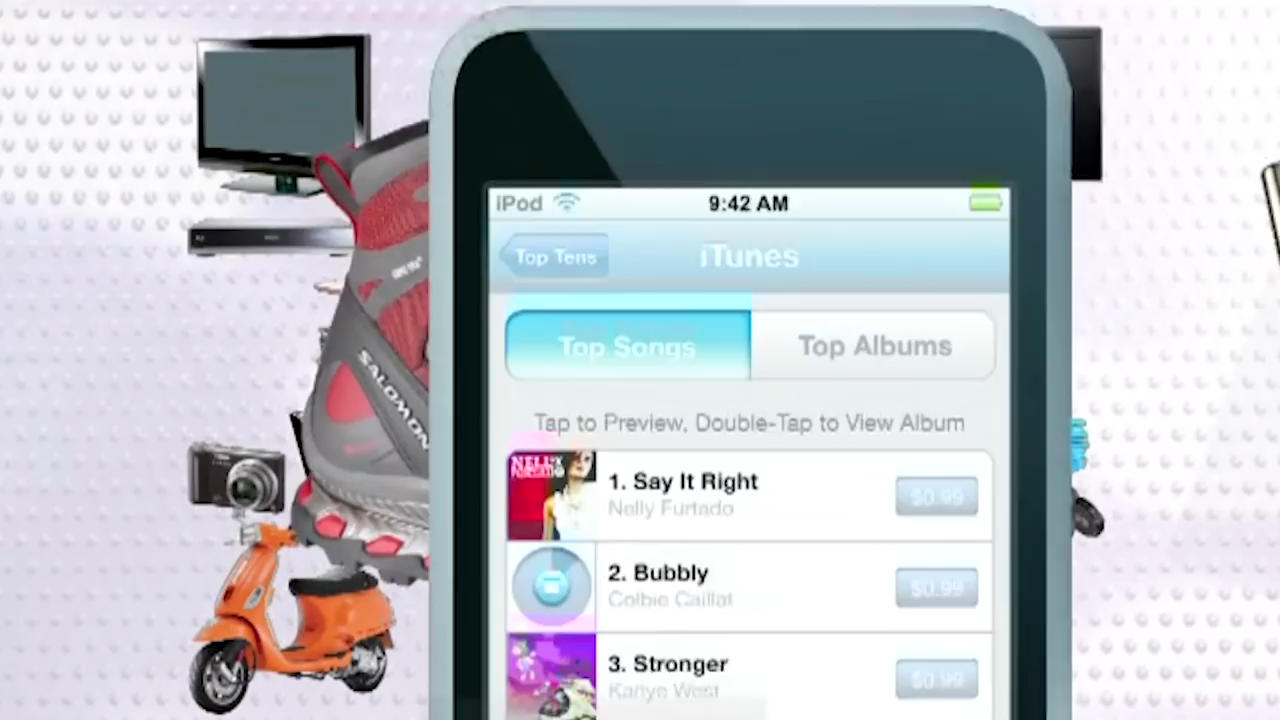 iPod 9:42 AM
Top Tens iTunes
Top Songs Top Albums
Tap to Preview, Double-Tap to View Album
NELLY
FURTADO
1. Say It Right
Nelly Furtado
$0.99
2. Bubbly
Colbie Caillat
$0.99
3. Stronger
Kanye West
$0.99
SALOMON